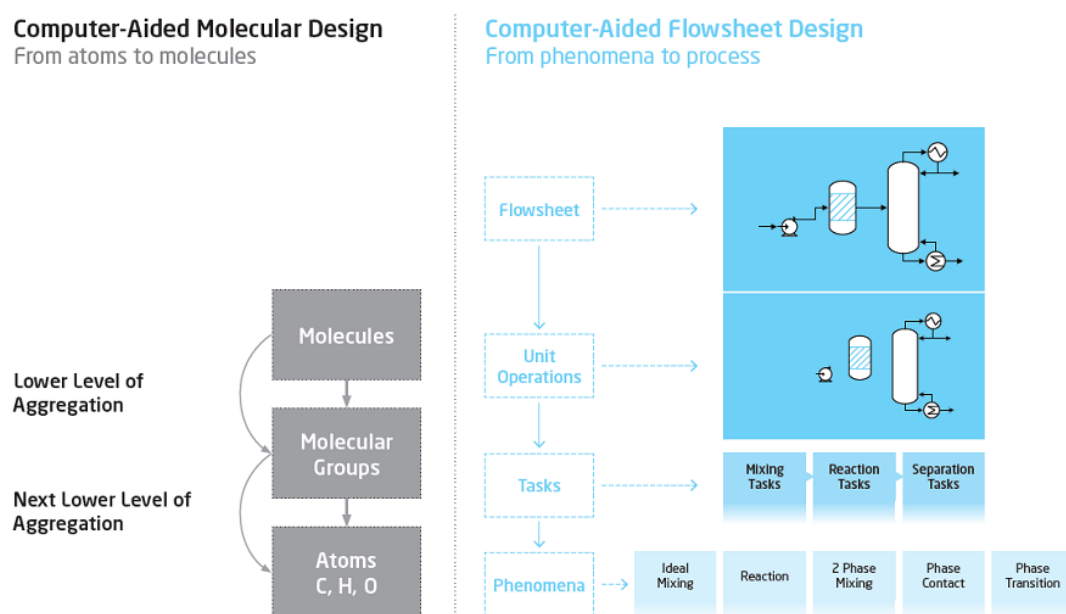 Computer-Aided Molecular Design
From atoms to molecules
Molecules
Lower Level of
Aggregation
Molecular
Groups
Next Lower Level of
Aggregation
Atoms
C, H, O
Computer-Aided Flowsheet Design
From phenomena to process
Flowsheet
Unit
Operations
Tasks
Mixing
Tasks
Reaction
Tasks
Separation
Tasks
Phenomena
Ideal
Mixing
Reaction
2 Phase
Mixing
Phase
Contact
Phase
Transition